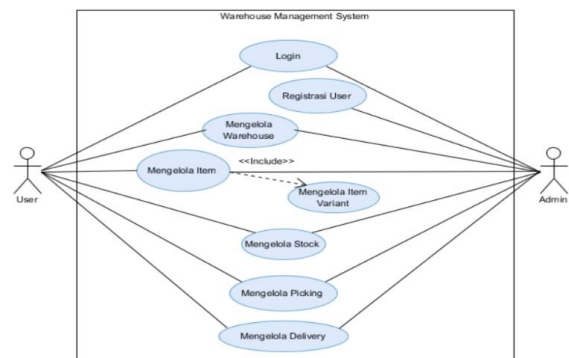 Warehouse Management System
Login
Registrasi User
Mengelola
Warehouse
<<Include>>
Mengelola Item
Mengelola Item
Variant
User
Admin
Mengelola Stock
Mengelola Picking
Mengelola Delivery